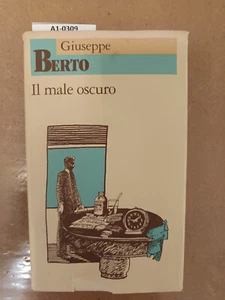 A1-0309
Giuseppe
BERTO
Il male oscuro